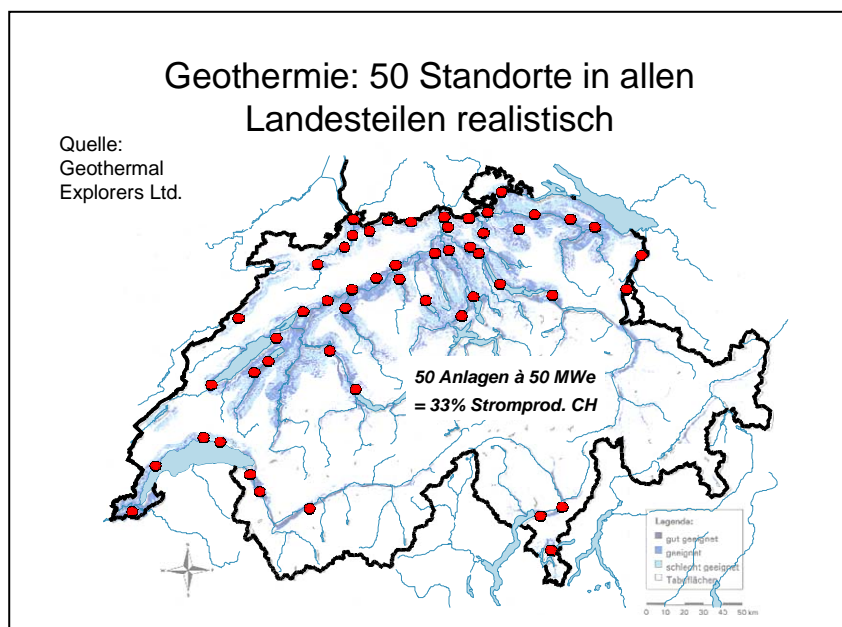 Geothermie: 50 Standorte in allen
Landesteilen realistisch
Quelle:
Geothermal
Explorers Ltd.
50 Anlagen à 50 MWe
= 33% Stromprod. CH
Legende:
gut geeignet
geeignet
schlecht geeignet
0 10 20 30 40 50 km